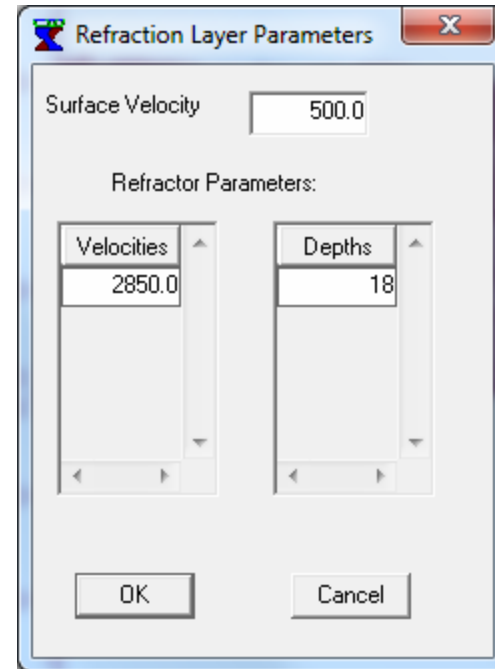 Refraction Layer Parameters
Surface Velocity 500.0
Refractor Parameters:
Velocities Depths
2850.0 18
OK Cancel